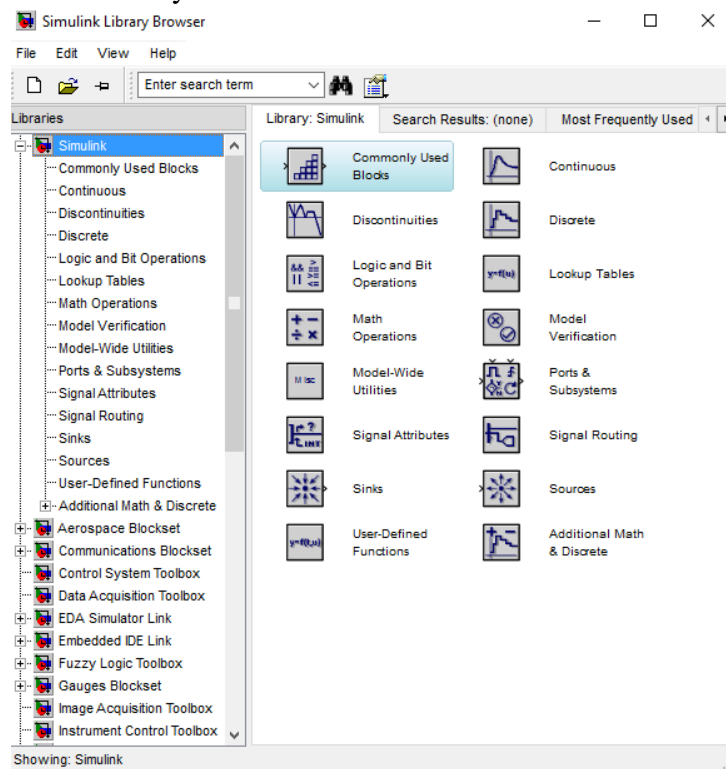 Simulink Library Browser
File Edit View Help
Enter search term
Libraries
Library: Simulink Search Results: (none) Most Frequently Used
Simulink
Commonly Used Blocks
Continuous
Discontinuities
Discrete
Logic and Bit Operations
Lookup Tables
Math Operations
Model Verification
Model-Wide Utilities
Ports & Subsystems
Signal Attributes
Signal Routing
Sinks
Sources
User-Defined Functions
Additional Math & Discrete
Aerospace Blockset
Communications Blockset
Control System Toolbox
Data Acquisition Toolbox
EDA Simulator Link
Embedded IDE Link
Fuzzy Logic Toolbox
Gauges Blockset
Image Acquisition Toolbox
Instrument Control Toolbox
Commonly Used
Blocks
Continuous
Discontinuities
Discrete
Logic and Bit
Operations
y=f(u)
Lookup Tables
Math
Operations
Model
Verification
Misc
Model-Wide
Utilities
Ports &
Subsystems
Signal Attributes
Signal Routing
Sinks
Sources
y=f(t,u)
User-Defined
Functions
Additional Math
& Discrete
Showing: Simulink